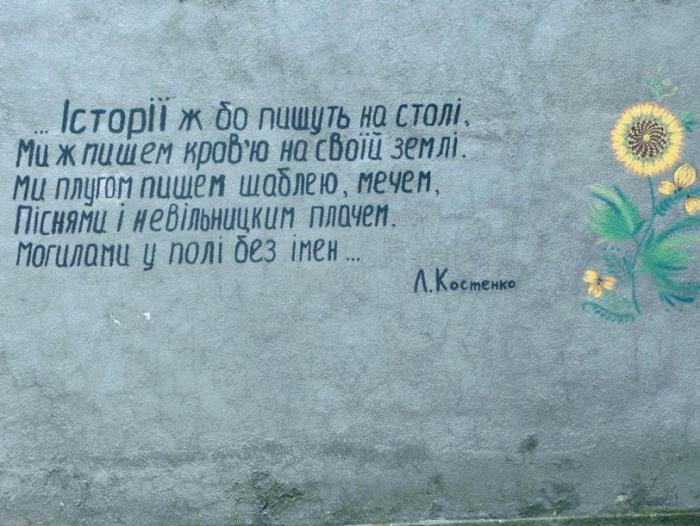 ... Історії ж бо пишуть на столі.
Ми ж пишем кров'ю на своїй землі.
Ми плугом пишем шаблею, мечем,
Піснями і невільницким плачем.
Могилами у полі без імен ...
Л. Костенко